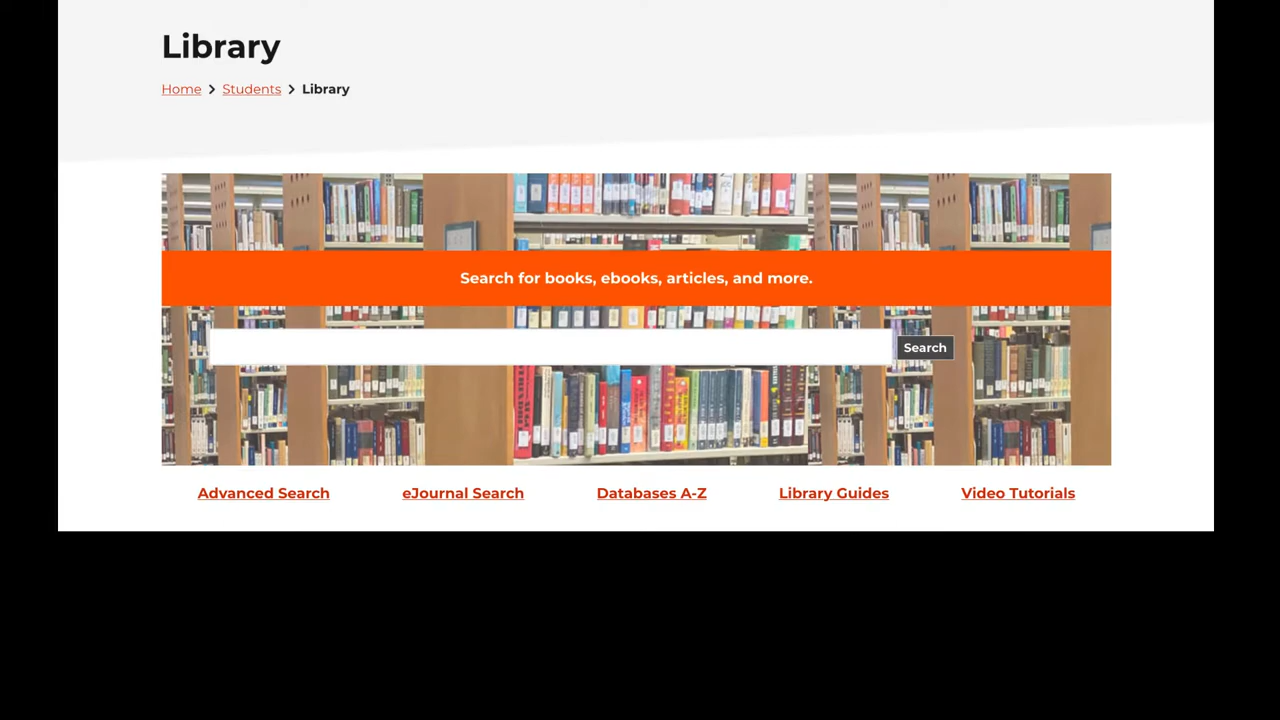 Library
Home > Students > Library
Search for books, ebooks, articles, and more.
Search
Advanced Search eJournal Search Databases A-Z Library Guides Video Tutorials